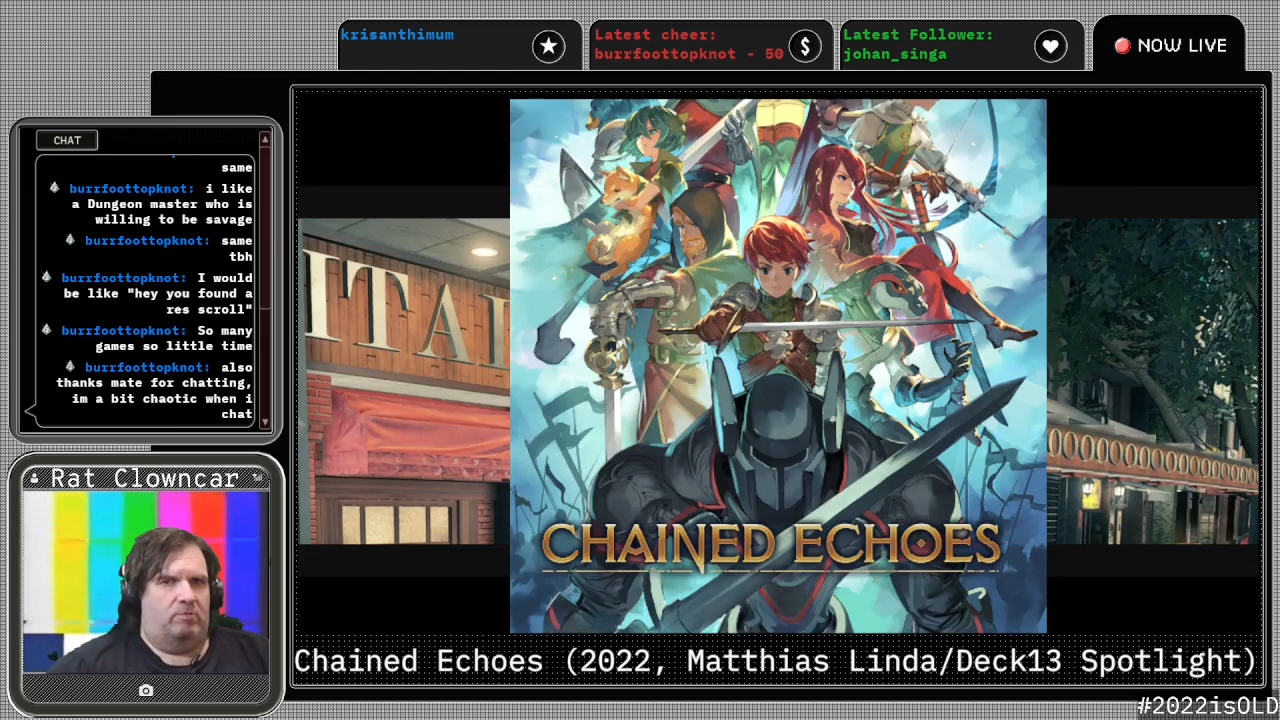 krisanthimum
Latest cheer:
burrfoottopknot - 50
$
Latest Follower:
johan_singa
NOW LIVE
CHAT
same
burrfoottopknot: i like
a Dungeon master who is
willing to be savage
burrfoottopknot: same
tbh
burrfoottopknot: I would
be like "hey you found a
res scroll"
burrfoottopknot: So many
games so little time
burrfoottopknot: also
thanks mate for chatting,
im a bit chaotic when i
chat
Rat Clowncar
ITAL
CHAINED ECHOES
Chained Echoes (2022, Matthias Linda/Deck13 Spotlight)
#2022isOLD